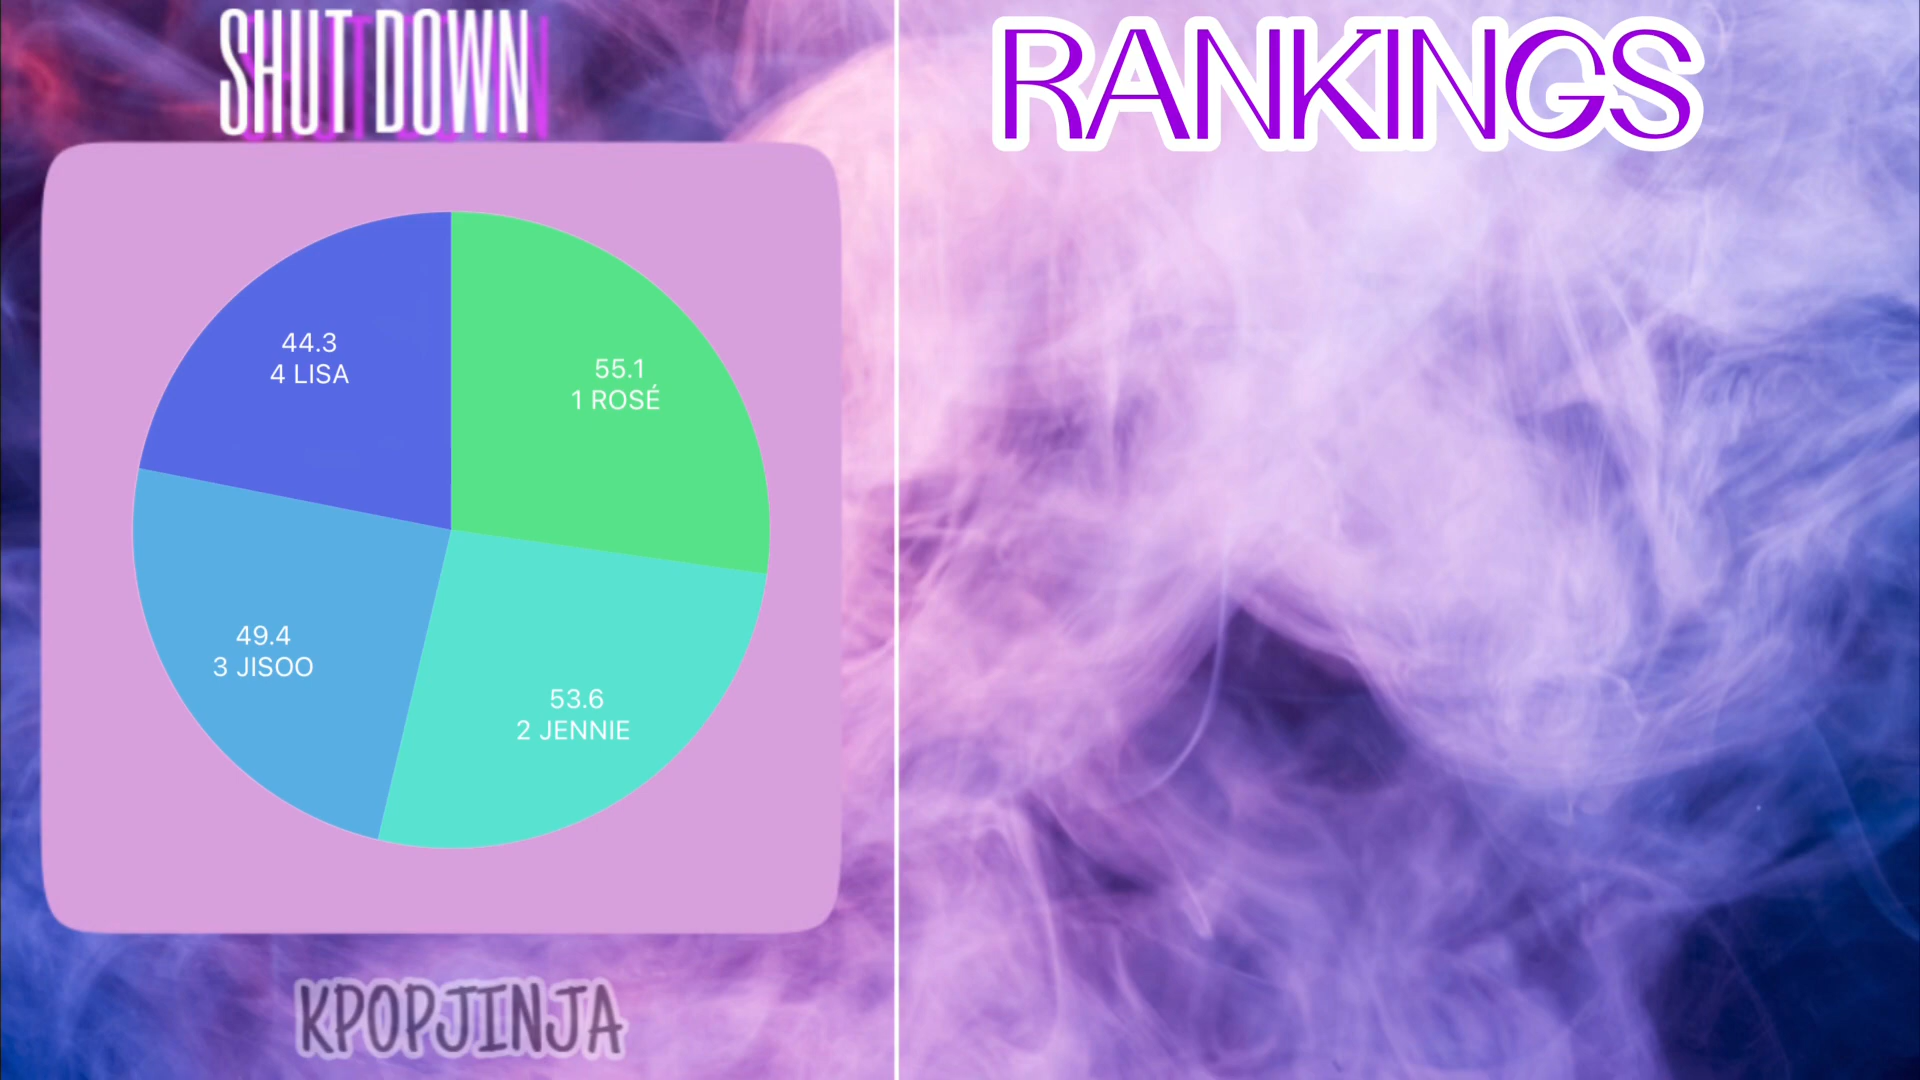 SHUT DOWN
RANKINGS
44.3
4 LISA
55.1
1 ROSÉ
49.4
3 JISOO
53.6
2 JENNIE
KPOPJINJA